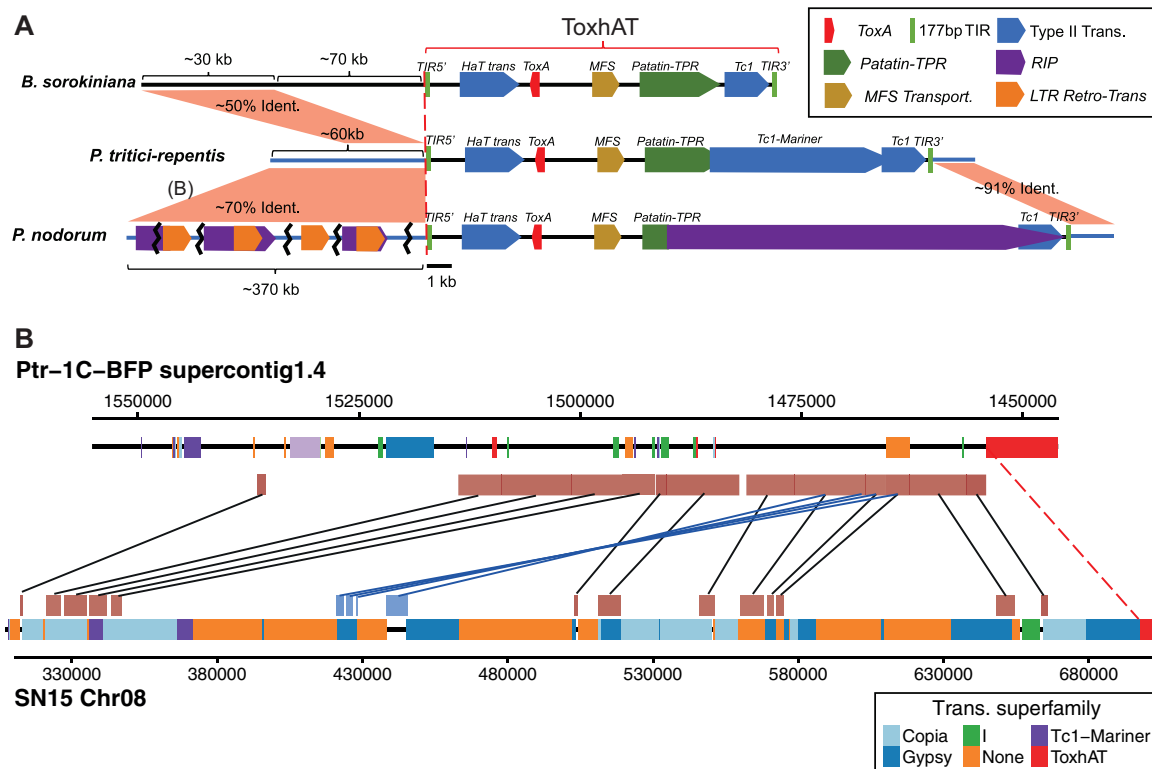 A
ToxhAT
ToxA
177bp TIR
Type II Trans.
Patatin-TPR
RIP
MFS Transport.
LTR Retro-Trans
~30 kb
~70 kb
B. sorokiniana
TIR5’
HaT trans
ToxA
MFS
Patatin-TPR
Tc1
TIR3’
~50% Ident.
~60kb
P. tritici-repentis
TIR5’
HaT trans
ToxA
MFS
Patatin-TPR
Tc1-Mariner
Tc1
TIR3’
(B)
~70% Ident.
~91% Ident.
P. nodorum
TIR5’
HaT trans
ToxA
MFS
Patatin-TPR
Tc1
TIR3’
~370 kb
1 kb
B
Ptr−1C−BFP supercontig1.4
1550000 1525000 1500000 1475000 1450000
330000 380000 430000 480000 530000 580000 630000 680000
SN15 Chr08
Trans. superfamily
Copia
I
Tc1−Mariner
Gypsy
None
ToxhAT